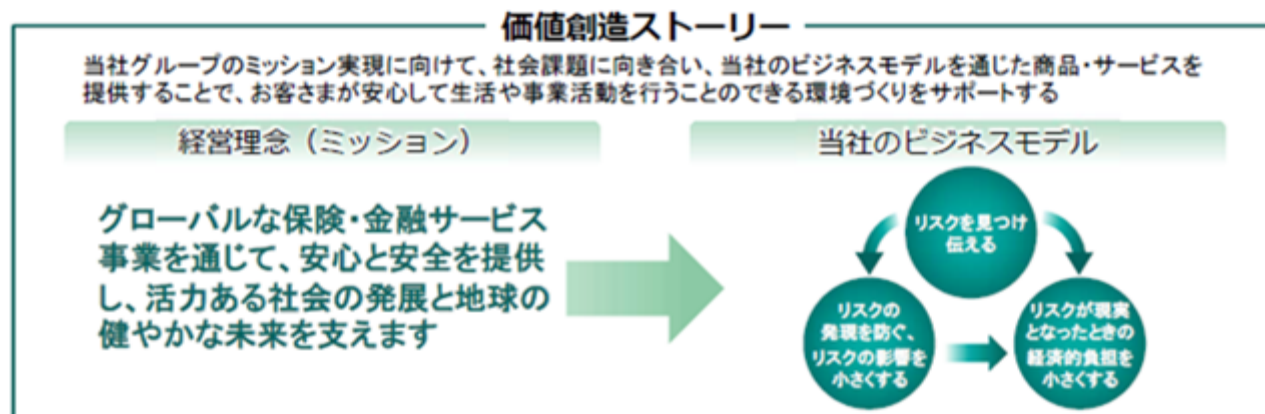 価値創造ストーリー
当社グループのミッション実現に向けて、社会課題に向き合い、当社のビジネスモデルを通じた商品・サービスを
提供することで、お客さまが安心して生活や事業活動を行うことのできる環境づくりをサポートする
経営理念（ミッション）
グローバルな保険・金融サービス
事業を通じて、安心と安全を提供
し、活力ある社会の発展と地球の
健やかな未来を支えます
当社のビジネスモデル
リスクを見つけ
伝える
リスクの
発現を防ぐ、
リスクの影響を
小さくする
リスクが現実
となったときの
経済的負担を
小さくする